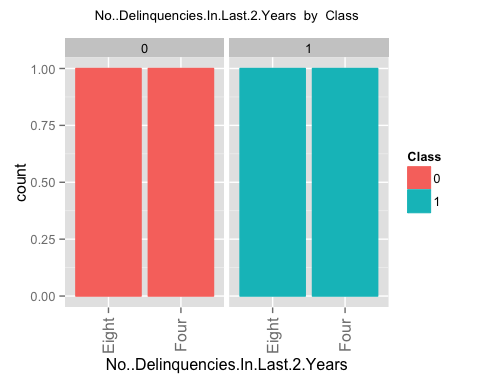 No..Delinquencies.In.Last.2.Years by Class
0 1
1.00
0.75
0.50
0.25
0.00
count
Eight Four Eight Four
No..Delinquencies.In.Last.2.Years
Class
0
1